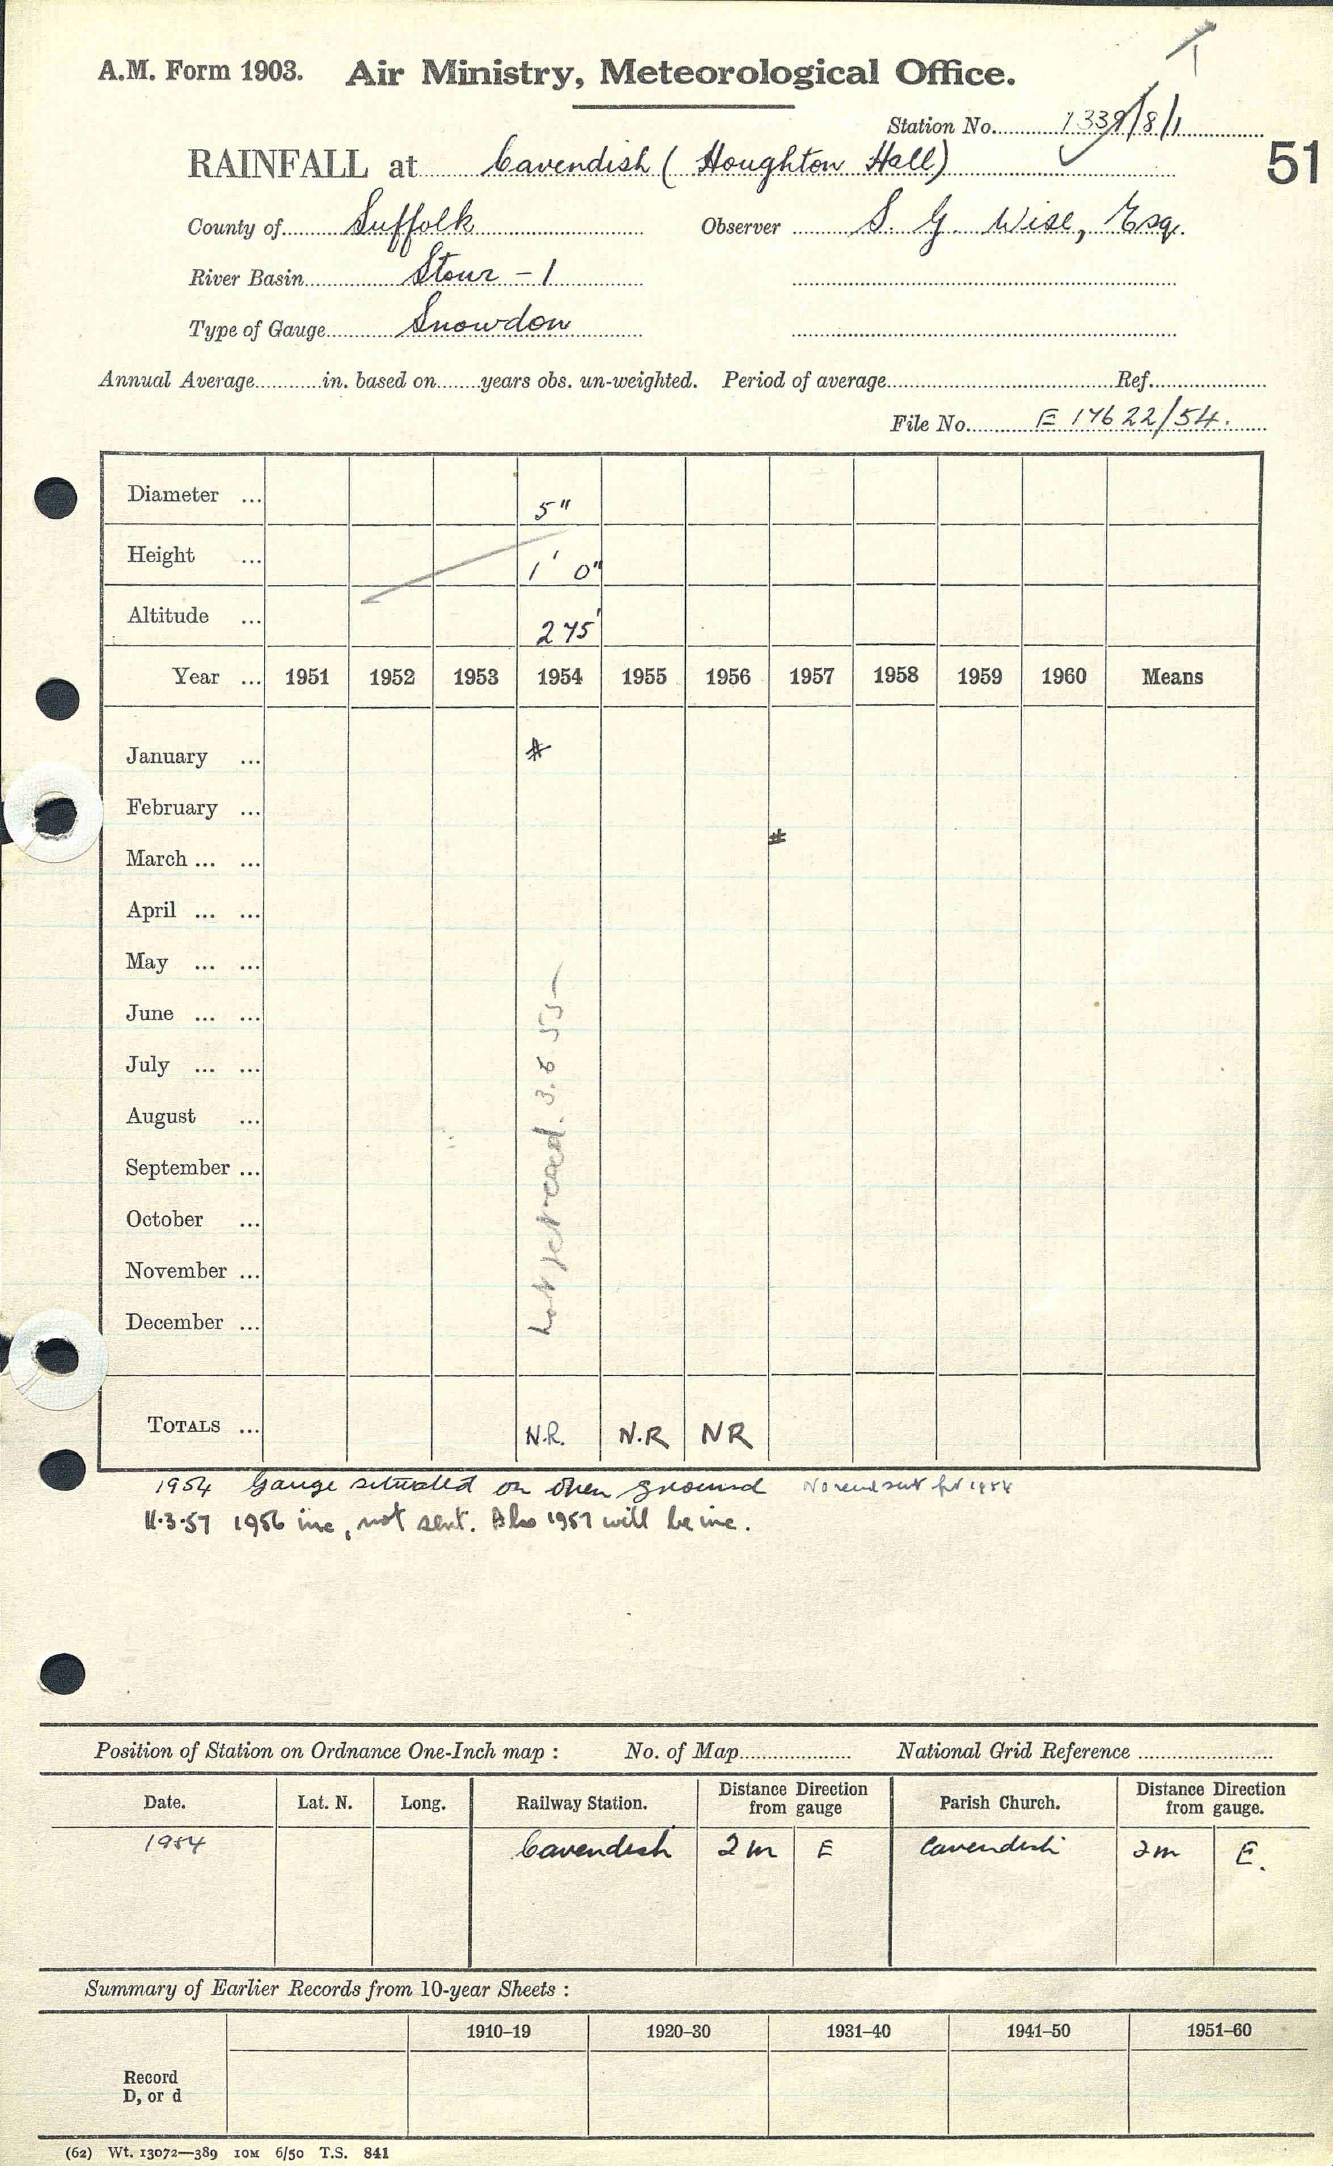 A.M. Form 1903. Air Ministry, Meteorological Office.
Station No. 1339/8/1
RAINFALL at Cavendish (Houghton Hall)
51
County of Suffolk Observer S. G. Wise, Esq.
River Basin Stour - 1
Type of Gauge Snowdon
Annual Average in. based on years obs. un-weighted. Period of average Ref.
File No. E 17622/54.
Diameter ... 5"
Height ... 1' 0"
Altitude ... 275'
Year ... 1951 1952 1953 1954 1955 1956 1957 1958 1959 1960 Means
January ... *
February ...
#
March ... ...
April ... ...
May ... ...
June ... ...
July ... ...
August ...
September ...
October ...
November ...
December ...
Not yet read. 3.6.55
TOTALS ... N.R. N.R NR
1954 Gauge situated on open ground No rend sent for 1954
11.3.57 1956 inc, not sent. Also 1957 will be inc.
Position of Station on Ordnance One-Inch map : No. of Map National Grid Reference
Date. Lat. N. Long. Railway Station. Distance Direction from gauge Parish Church. Distance Direction from gauge.
1954 Cavendish 2 m E Cavendish 2m E.
Summary of Earlier Records from 10-year Sheets :
1910–19 1920–30 1931–40 1941–50 1951–60
Record
D, or d
(62) Wt. 13072—389 10M 6/50 T.S. 841